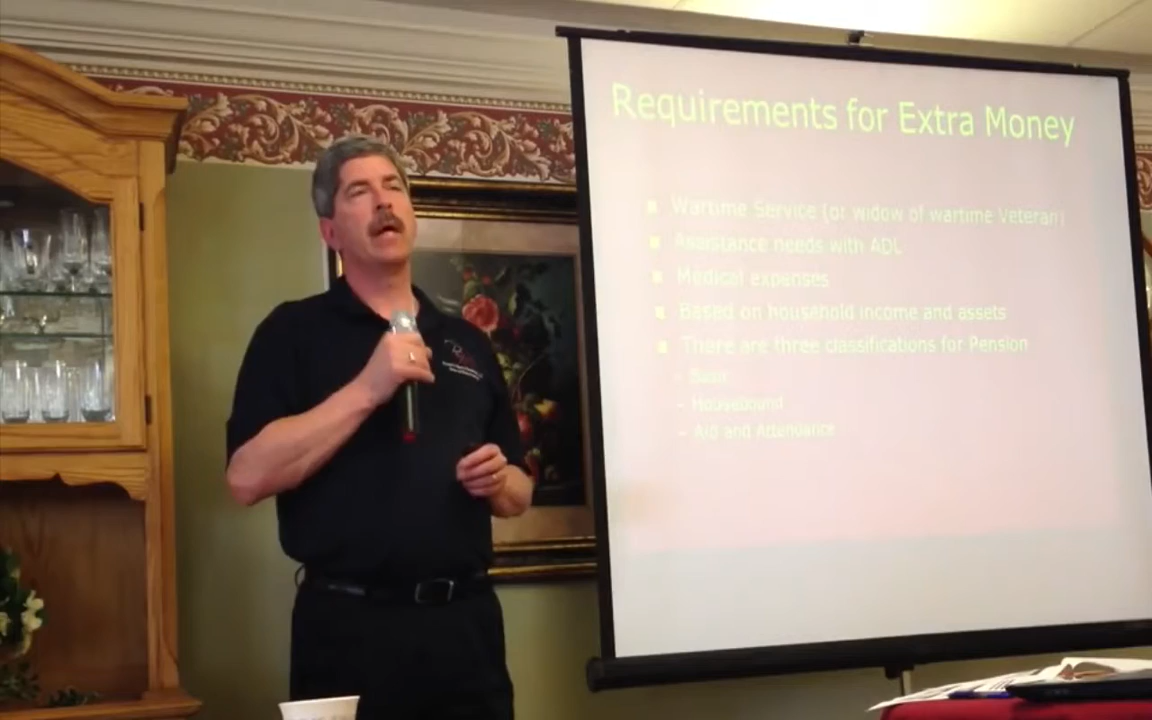 Requirements for Extra Money
Wartime Service (or widow of wartime Veteran)
Assistance needs with ADL
Medical expenses
Based on household income and assets
There are three classifications for Pension
- Basic
- Housebound
- Aid and Attendance